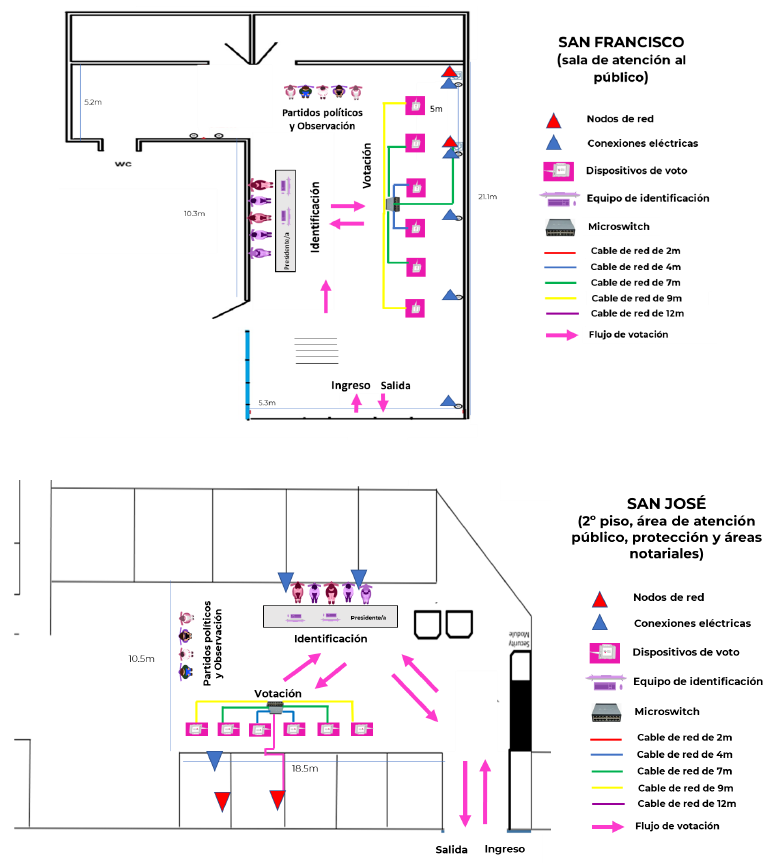 SAN FRANCISCO
(sala de atención al
público)
Nodos de red
Conexiones eléctricas
Dispositivos de voto
Equipo de identificación
Microswitch
Cable de red de 2m
Cable de red de 4m
Cable de red de 7m
Cable de red de 9m
Cable de red de 12m
Flujo de votación
5.2m
Partidos políticos
y Observación
5m
wc
Votación
10.3m
Identificación
Presidente/a
21.1m
Ingreso Salida
5.3m
SAN JOSÉ
(2º piso, área de atención
público, protección y áreas
notariales)
Nodos de red
Conexiones eléctricas
Dispositivos de voto
Equipo de identificación
Microswitch
Cable de red de 2m
Cable de red de 4m
Cable de red de 7m
Cable de red de 9m
Cable de red de 12m
Flujo de votación
Presidente/a
Identificación
Partidos políticos
y Observación
10.5m
Security
Module
Votación
18.5m
Salida Ingreso